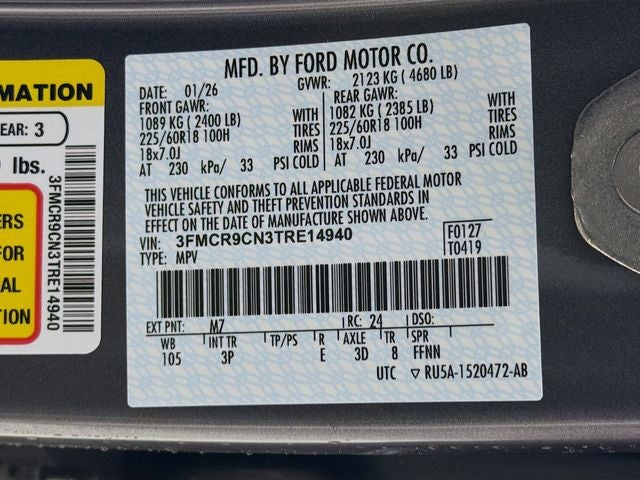 MFD. BY FORD MOTOR CO.
DATE: 01/26 GVWR: 2123 KG ( 4680 LB)
FRONT GAWR: REAR GAWR:
1089 KG ( 2400 LB) WITH 1082 KG ( 2385 LB) WITH
225/60R18 100H TIRES 225/60R18 100H TIRES
18x7.0J RIMS 18x7.0J RIMS
AT 230 kPa/ 33 PSI COLD AT 230 kPa/ 33 PSI COLD
THIS VEHICLE CONFORMS TO ALL APPLICABLE FEDERAL MOTOR
VEHICLE SAFETY AND THEFT PREVENTION STANDARDS IN
EFFECT ON THE DATE OF MANUFACTURE SHOWN ABOVE.
VIN: 3FMCR9CN3TRE14940 F0127
TYPE: MPV T0419
EXT PNT: M7 RC: 24 DSO:
WB INT TR TP/PS R AXLE TR SPR
105 3P E 3D 8 FFNN
UTC ▽ RU5A-1520472-AB
MATION
EAR: 3
lbs.
3FMCR9CN3TRE14940
ERS
FOR
AL
TION